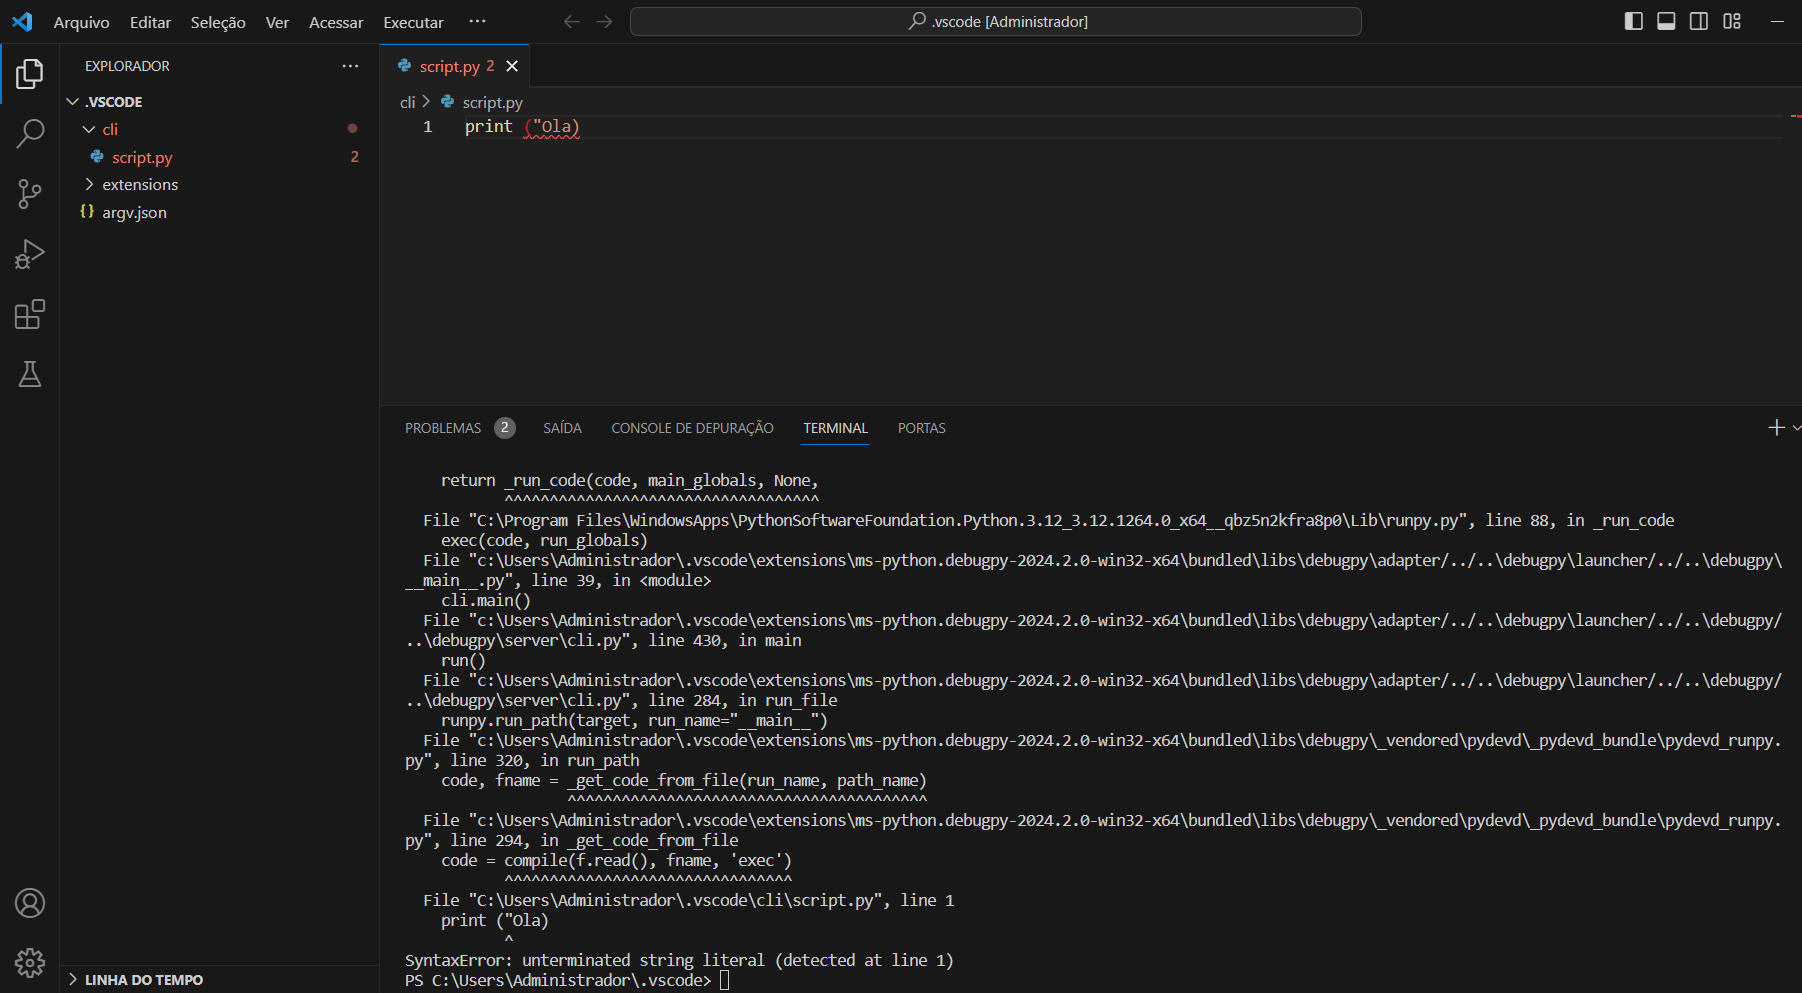 Arquivo Editar Seleção Ver Acessar Executar ···
.vscode [Administrador]
EXPLORADOR ···
.VSCODE
cli
script.py 2
extensions
{} argv.json
LINHA DO TEMPO
script.py 2
cli > script.py
1 print ("Ola)
PROBLEMAS 2 SAÍDA CONSOLE DE DEPURAÇÃO TERMINAL PORTAS
    return _run_code(code, main_globals, None,
           ^^^^^^^^^^^^^^^^^^^^^^^^^^^^^^^^^^^
  File "C:\Program Files\WindowsApps\PythonSoftwareFoundation.Python.3.12_3.12.1264.0_x64__qbz5n2kfra8p0\Lib\runpy.py", line 88, in _run_code
    exec(code, run_globals)
  File "c:\Users\Administrador\.vscode\extensions\ms-python.debugpy-2024.2.0-win32-x64\bundled\libs\debugpy\adapter/../..\debugpy\launcher/../..\debugpy\
__main__.py", line 39, in <module>
    cli.main()
  File "c:\Users\Administrador\.vscode\extensions\ms-python.debugpy-2024.2.0-win32-x64\bundled\libs\debugpy\adapter/../..\debugpy\launcher/../..\debugpy/
..\debugpy\server\cli.py", line 430, in main
    run()
  File "c:\Users\Administrador\.vscode\extensions\ms-python.debugpy-2024.2.0-win32-x64\bundled\libs\debugpy\adapter/../..\debugpy\launcher/../..\debugpy/
..\debugpy\server\cli.py", line 284, in run_file
    runpy.run_path(target, run_name="__main__")
  File "c:\Users\Administrador\.vscode\extensions\ms-python.debugpy-2024.2.0-win32-x64\bundled\libs\debugpy\_vendored\pydevd\_pydevd_bundle\pydevd_runpy.
py", line 320, in run_path
    code, fname = _get_code_from_file(run_name, path_name)
                  ^^^^^^^^^^^^^^^^^^^^^^^^^^^^^^^^^^^^^^^^
  File "c:\Users\Administrador\.vscode\extensions\ms-python.debugpy-2024.2.0-win32-x64\bundled\libs\debugpy\_vendored\pydevd\_pydevd_bundle\pydevd_runpy.
py", line 294, in _get_code_from_file
    code = compile(f.read(), fname, 'exec')
           ^^^^^^^^^^^^^^^^^^^^^^^^^^^^^^^^
  File "C:\Users\Administrador\.vscode\cli\script.py", line 1
    print ("Ola)
           ^
SyntaxError: unterminated string literal (detected at line 1)
PS C:\Users\Administrador\.vscode>